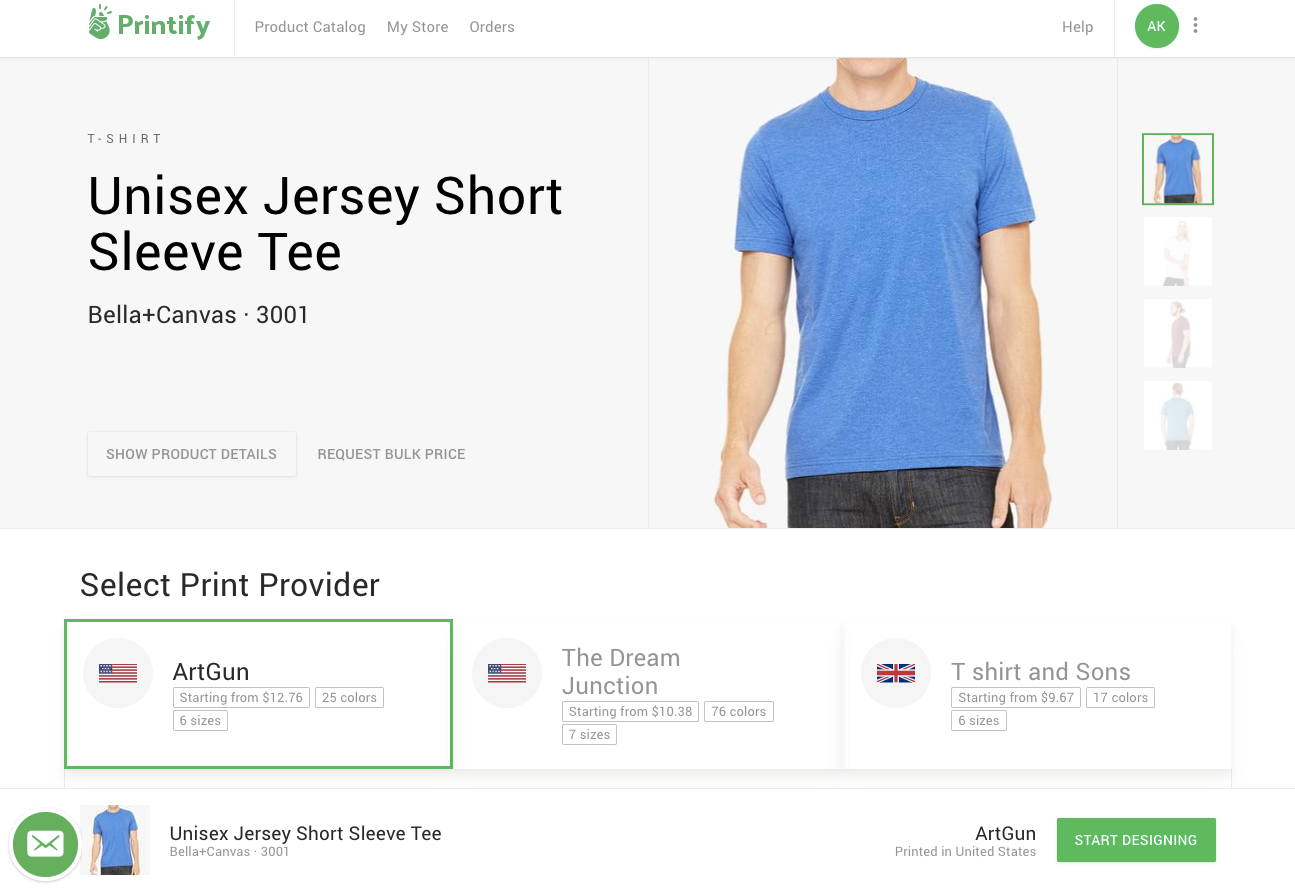 Printify
Product Catalog
My Store
Orders
Help
AK
T-SHIRT
Unisex Jersey Short
Sleeve Tee
Bella+Canvas · 3001
SHOW PRODUCT DETAILS
REQUEST BULK PRICE
Select Print Provider
ArtGun
Starting from $12.76
25 colors
6 sizes
The Dream
Junction
Starting from $10.38
76 colors
7 sizes
T shirt and Sons
Starting from $9.67
17 colors
6 sizes
Unisex Jersey Short Sleeve Tee
Bella+Canvas · 3001
ArtGun
Printed in United States
START DESIGNING